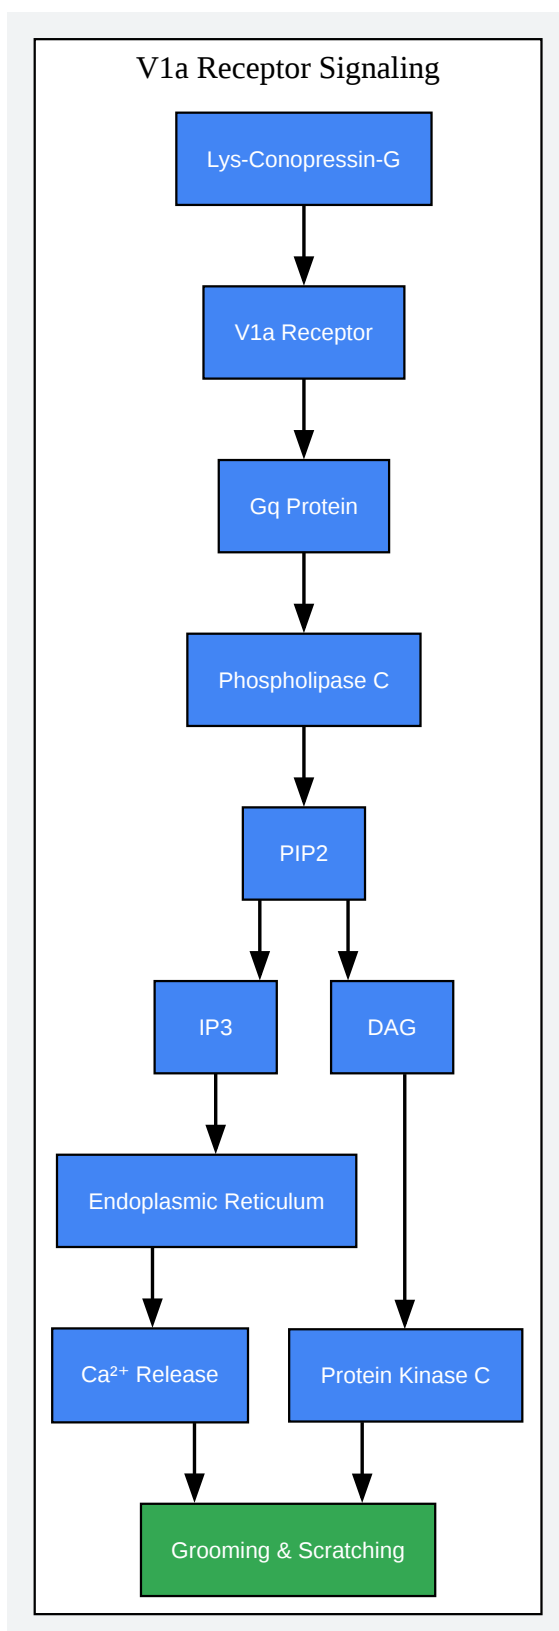 V1a Receptor Signaling
Lys-Conopressin-G
V1a Receptor
Gq Protein
Phospholipase C
PIP2
IP3
DAG
Endoplasmic Reticulum
Ca²⁺ Release
Protein Kinase C
Grooming & Scratching